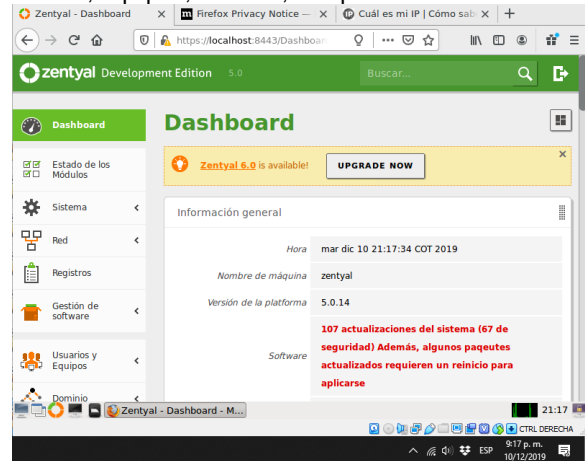 Zentyal - Dashboard
Firefox Privacy Notice —
Cuál es mi IP | Cómo sab
https://localhost:8443/Dashboar
zentyal Development Edition 5.0
Buscar...
Dashboard
Dashboard
Zentyal 6.0 is available!
UPGRADE NOW
Estado de los
Módulos
Sistema
Red
Registros
Gestión de
software
Usuarios y
Equipos
Dominio
Información general
Hora
mar dic 10 21:17:34 COT 2019
Nombre de máquina
zentyal
Versión de la plataforma
5.0.14
Software
107 actualizaciones del sistema (67 de
seguridad) Además, algunos paqeutes
actualizados requieren un reinicio para
aplicarse
Zentyal - Dashboard - M...
21:17
CTRL DERECHA
ESP
9:17 p. m.
10/12/2019